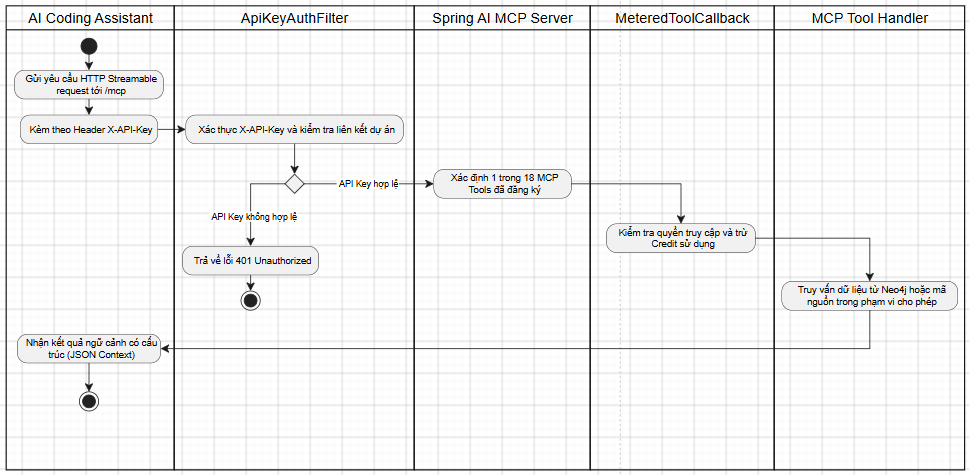 AI Coding Assistant
ApiKeyAuthFilter
Spring AI MCP Server
MeteredToolCallback
MCP Tool Handler
Gửi yêu cầu HTTP Streamable
request tới /mcp
Kèm theo Header X-API-Key
Xác thực X-API-Key và kiểm tra liên kết dự án
API Key hợp lệ
Xác định 1 trong 18 MCP
Tools đã đăng ký
API Key không hợp lệ
Kiểm tra quyền truy cập và trừ
Credit sử dụng
Trả về lỗi 401 Unauthorized
Truy vấn dữ liệu từ Neo4j hoặc mã
nguồn trong phạm vi cho phép
Nhận kết quả ngữ cảnh có cấu
trúc (JSON Context)